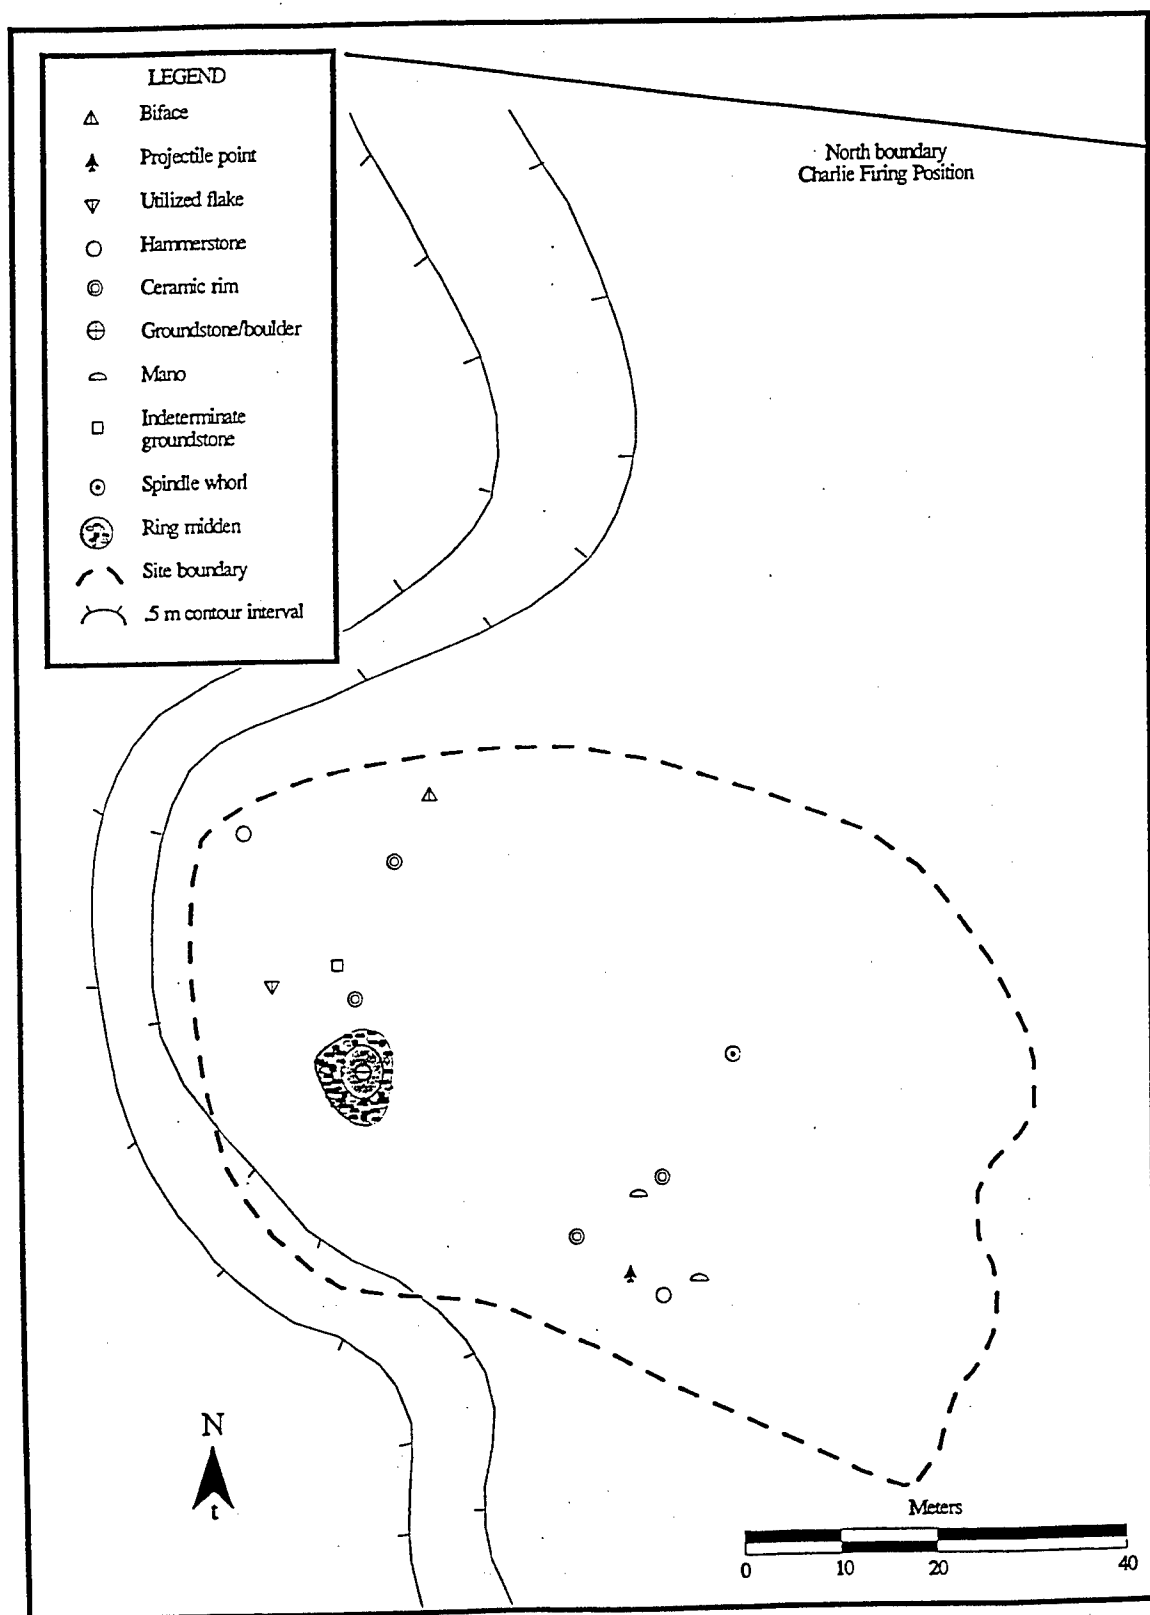 LEGEND
Biface
Projectile point
Utilized flake
Hammerstone
Ceramic rim
Groundstone/boulder
Mano
Indeterminate
groundstone
Spindle whorl
Ring midden
Site boundary
.5 m contour interval
North boundary
Charlie Firing Position
N
t
Meters
0 10 20 40